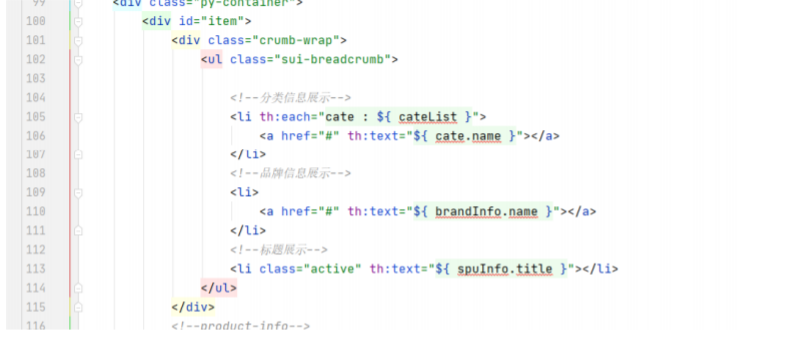 99 <div class="py-container">
100 <div id="item">
101 <div class="crumb-wrap">
102 <ul class="sui-breadcrumb">
103
104 <!--分类信息展示-->
105 <li th:each="cate : ${ cateList }">
106 <a href="#" th:text="${ cate.name }"></a>
107 </li>
108 <!--品牌信息展示-->
109 <li>
110 <a href="#" th:text="${ brandInfo.name }"></a>
111 </li>
112 <!--标题展示-->
113 <li class="active" th:text="${ spuInfo.title }"></li>
114 </ul>
115 </div>
116 <!--product-info-->